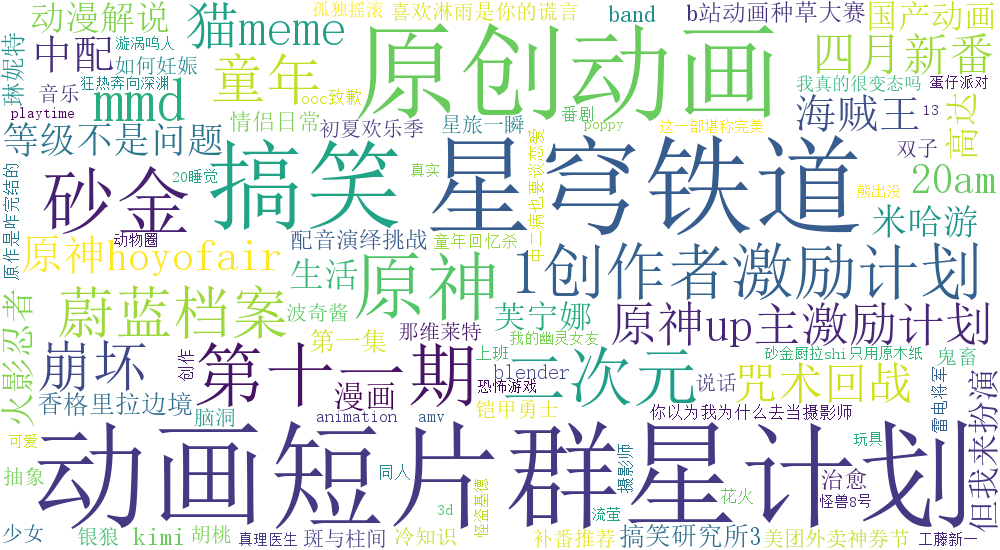 孤独摇滚
喜欢淋雨是你的谎言
band
b站动画种草大赛
国产动画
动漫解说
猫meme
原创动画
四月新番
琳妮特
中配
漩涡鸣人
如何妊娠
童年
狂热奔向深渊
mmd
音乐
ooc致歉
playtime
情侣日常
初夏欢乐季
星旅一瞬
番剧
poppy
这一部堪称完美
我真的很变态吗
蛋仔派对
海贼王
13
高达
双子
等级不是问题
搞笑
星穹铁道
20am
砂金
20睡觉
真实
中二病也要谈恋爱
熊出没
米哈游
原作是咋完结的
动物圈
原神hoyofair
配音演绎挑战
童年回忆杀
生活
原神
1创作者激励计划
火影忍者
蔚蓝档案
波奇酱
第一集
那维莱特
芙宁娜
我的幽灵女友
原神up主激励计划
崩坏
创作
第十一期
上班
blender
二次元
说话
砂金厨拉shi只用原木纸
鬼畜
咒术回战
雷电将军
但我来扮演
香格里拉边境
脑洞
漫画
恐怖游戏
animation
amv
铠甲勇士
你以为我为什么去当摄影师
可爱
抽象
动画短片群星计划
同人
怪盗基德
3d
摄影师
流萤
花火
玩具
治愈
怪兽8号
少女
银狼
kimi
胡桃
真理医生
斑与柱间
冷知识
补番推荐
搞笑研究所3
美团外卖神券节
工藤新一